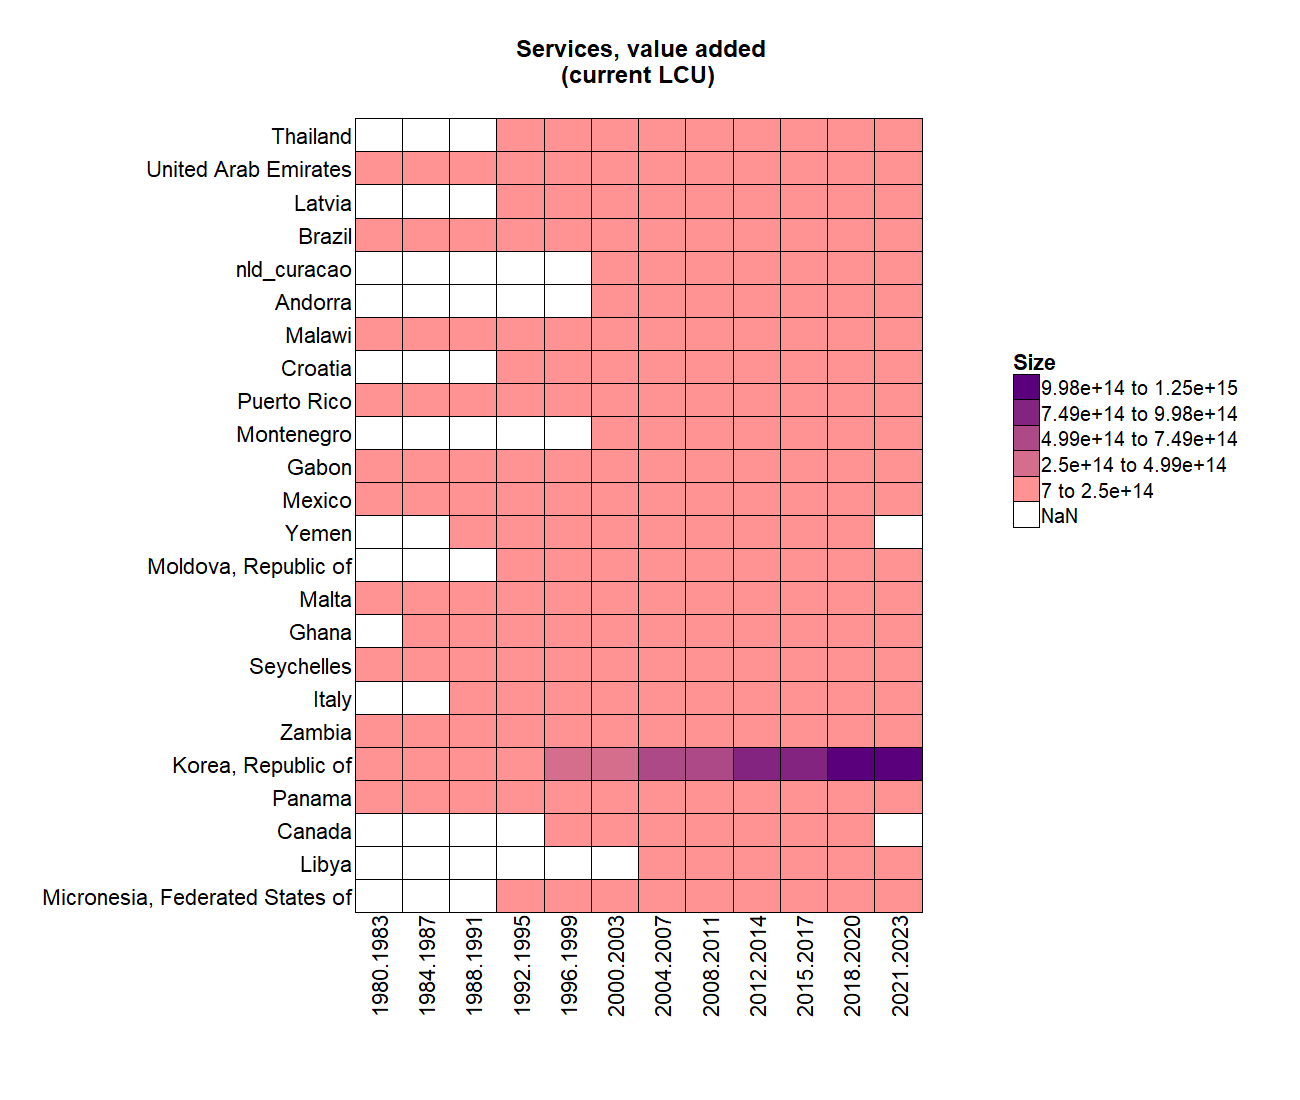 Services, value added
(current LCU)
Thailand
United Arab Emirates
Latvia
Brazil
nld_curacao
Andorra
Malawi
Croatia
Puerto Rico
Montenegro
Gabon
Mexico
Yemen
Moldova, Republic of
Malta
Ghana
Seychelles
Italy
Zambia
Korea, Republic of
Panama
Canada
Libya
Micronesia, Federated States of
1980.1983
1984.1987
1988.1991
1992.1995
1996.1999
2000.2003
2004.2007
2008.2011
2012.2014
2015.2017
2018.2020
2021.2023
Size
9.98e+14 to 1.25e+15
7.49e+14 to 9.98e+14
4.99e+14 to 7.49e+14
2.5e+14 to 4.99e+14
7 to 2.5e+14
NaN